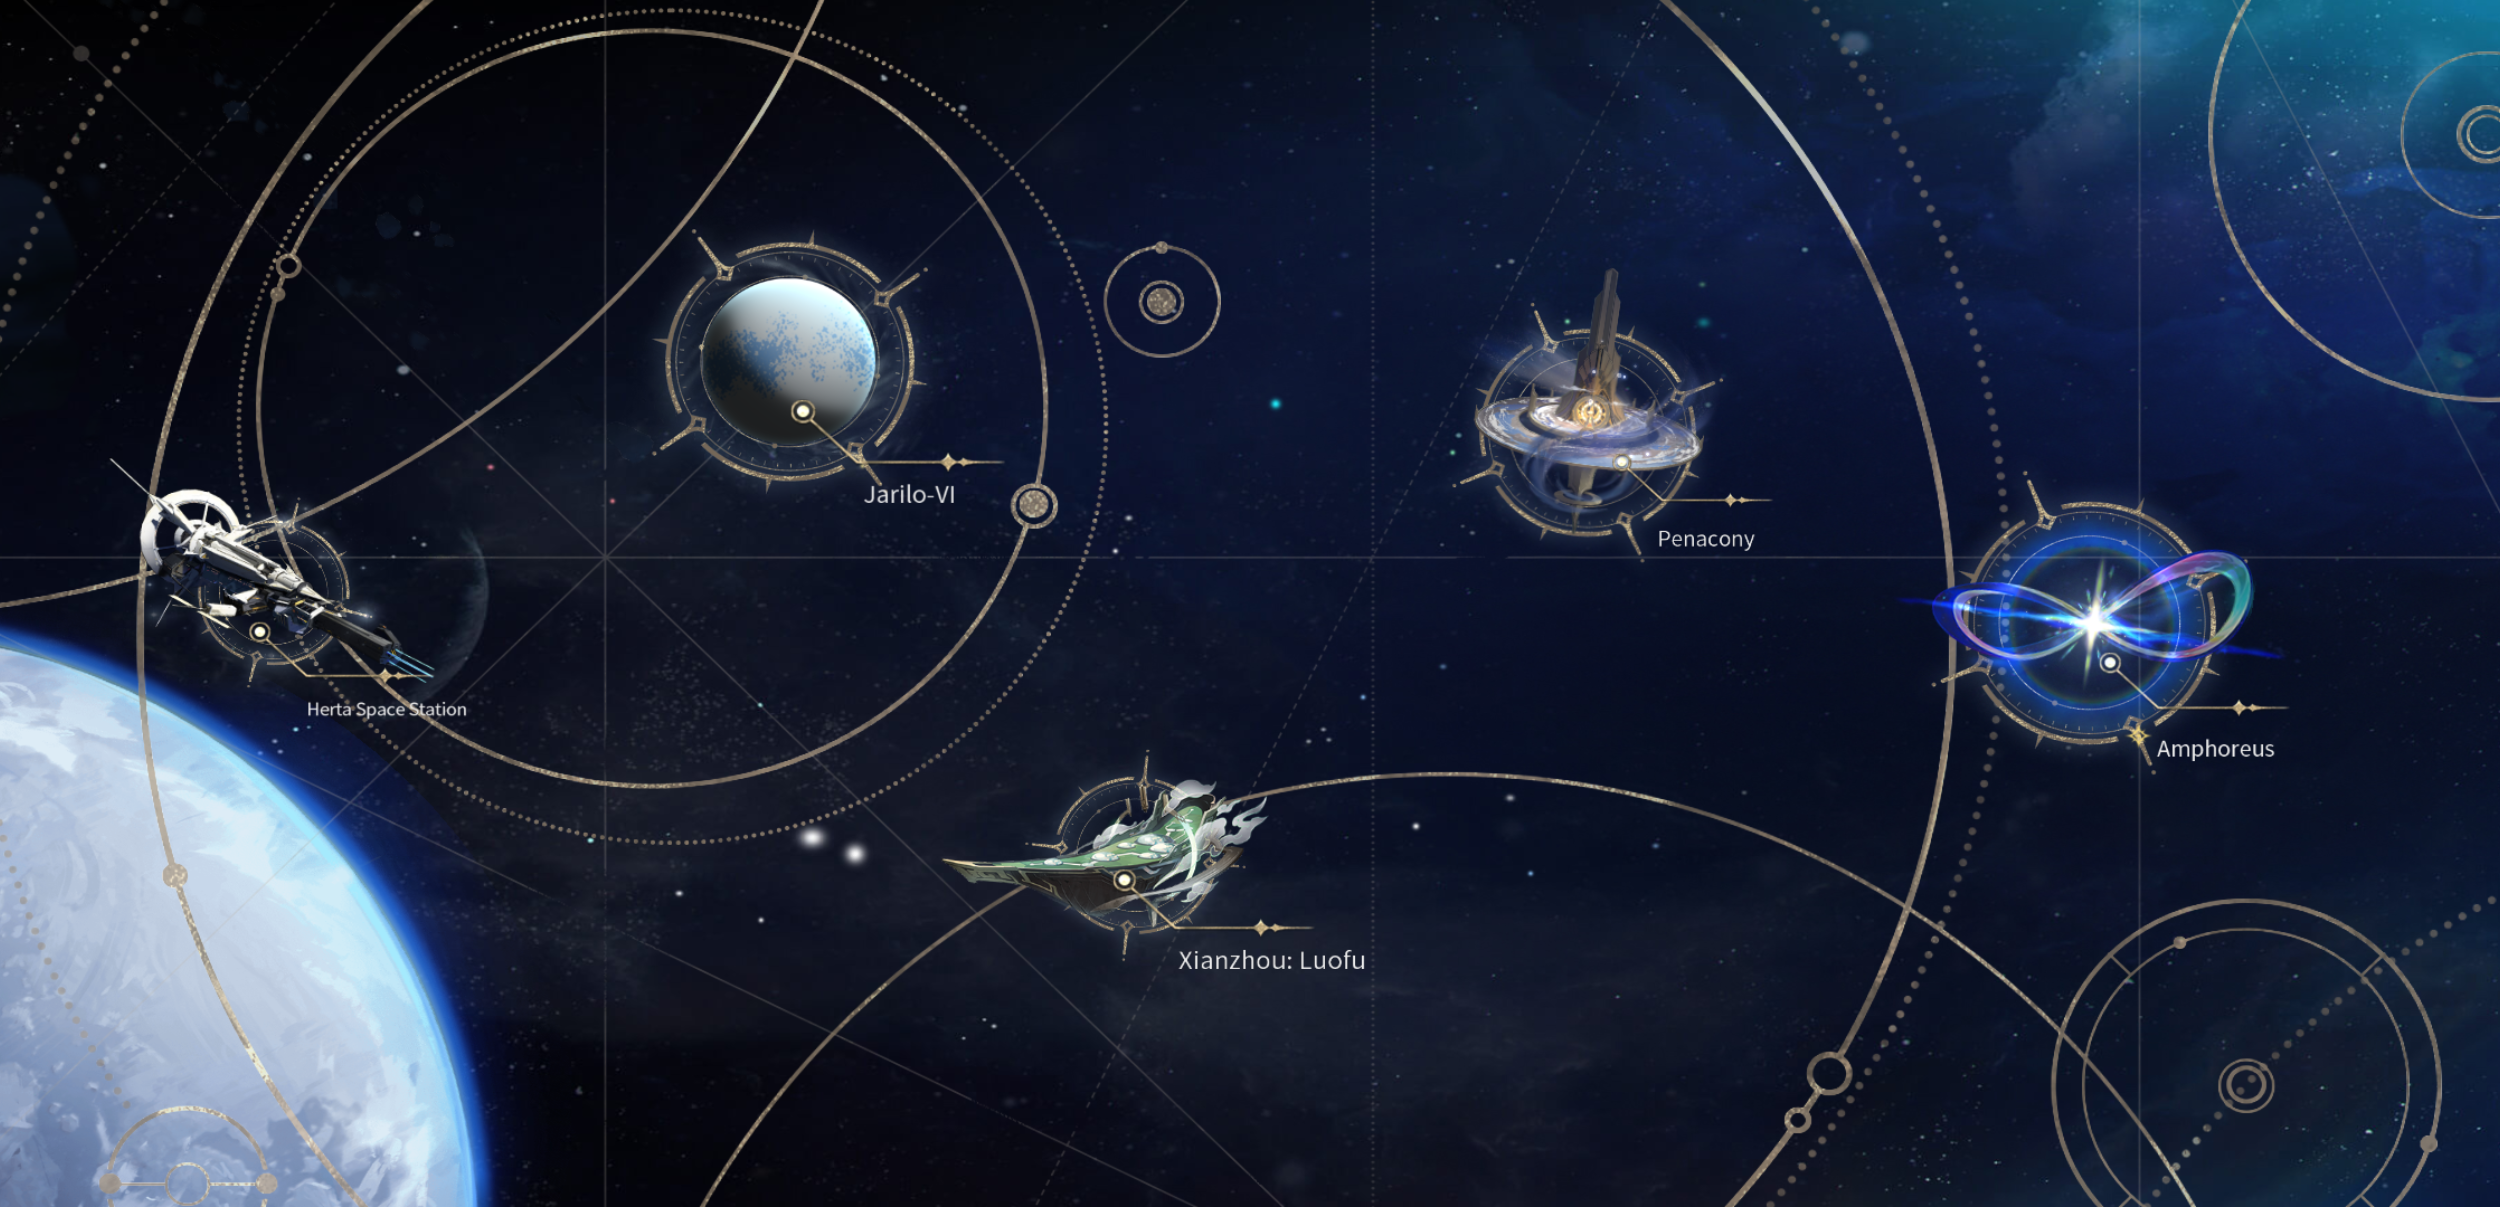 Jarilo-VI
Penacony
Herta Space Station
Amphoreus
Xianzhou: Luofu